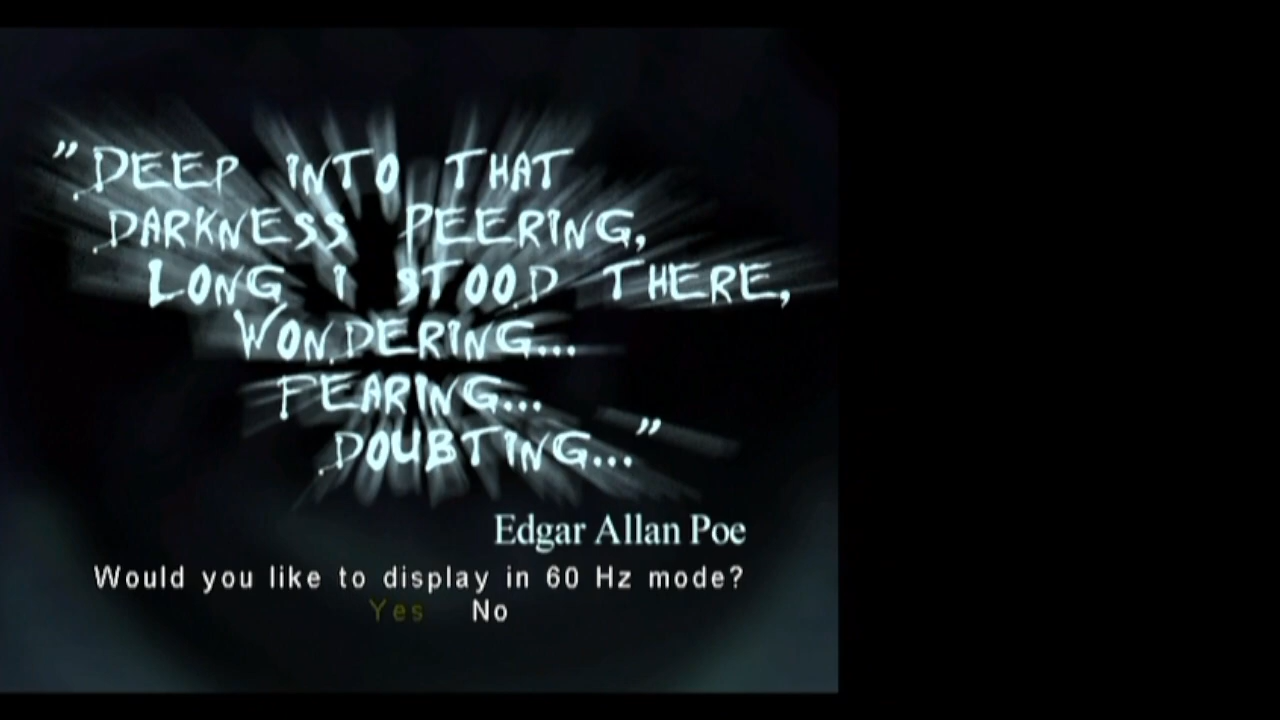 "DEEP INTO THAT
DARKNESS PEERING,
LONG I STOOD THERE,
WONDERING...
FEARING...
DOUBTING..."
Edgar Allan Poe
Would you like to display in 60 Hz mode?
Yes No